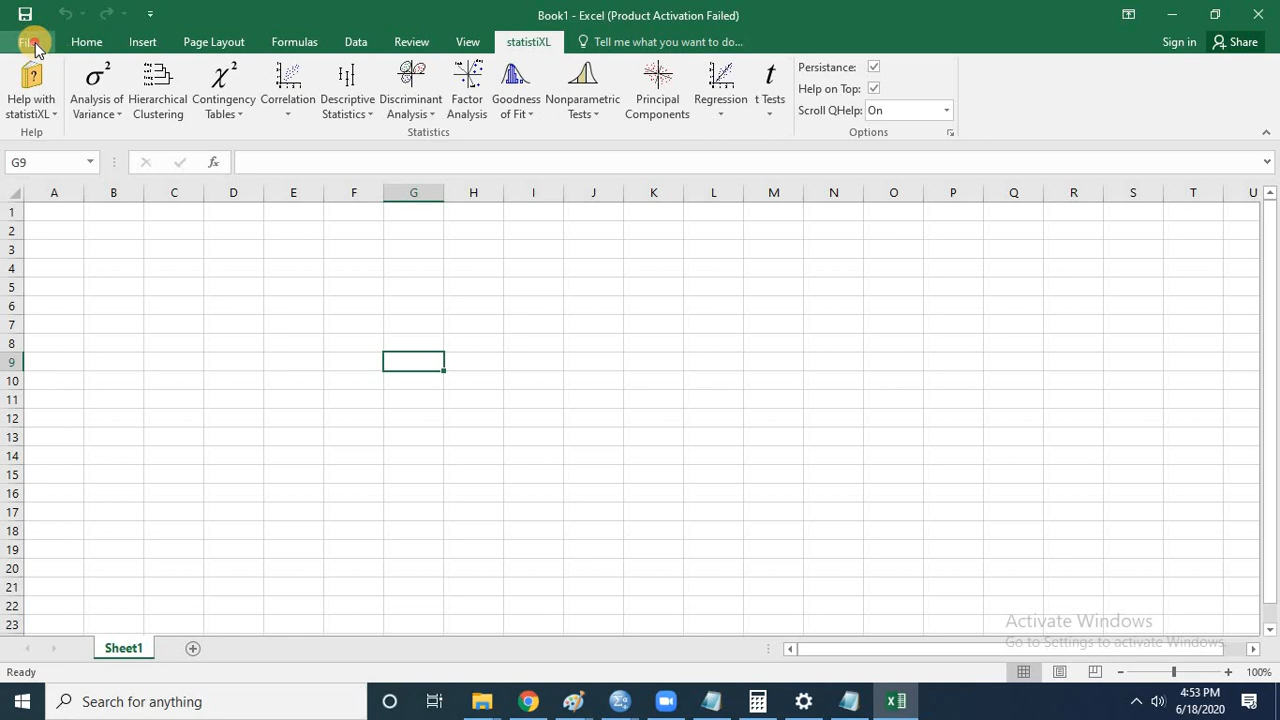 Book1 - Excel (Product Activation Failed)
Home Insert Page Layout Formulas Data Review View statistiXL Tell me what you want to do... Sign in Share
Help with statistiXL
Analysis of Variance
Hierarchical Clustering
Contingency Tables
Correlation
Descriptive Statistics
Discriminant Analysis
Factor Analysis
Goodness of Fit
Nonparametric Tests
Principal Components
Regression
t Tests
Persistance:
Help on Top:
Scroll QHelp: On
Help Statistics Options
G9 fx
A B C D E F G H I J K L M N O P Q R S T U
1
2
3
4
5
6
7
8
9
10
11
12
13
14
15
16
17
18
19
20
21
22
23
Activate Windows
Go to Settings to activate Windows.
Sheet1
Ready 100%
Search for anything
4:53 PM
6/18/2020